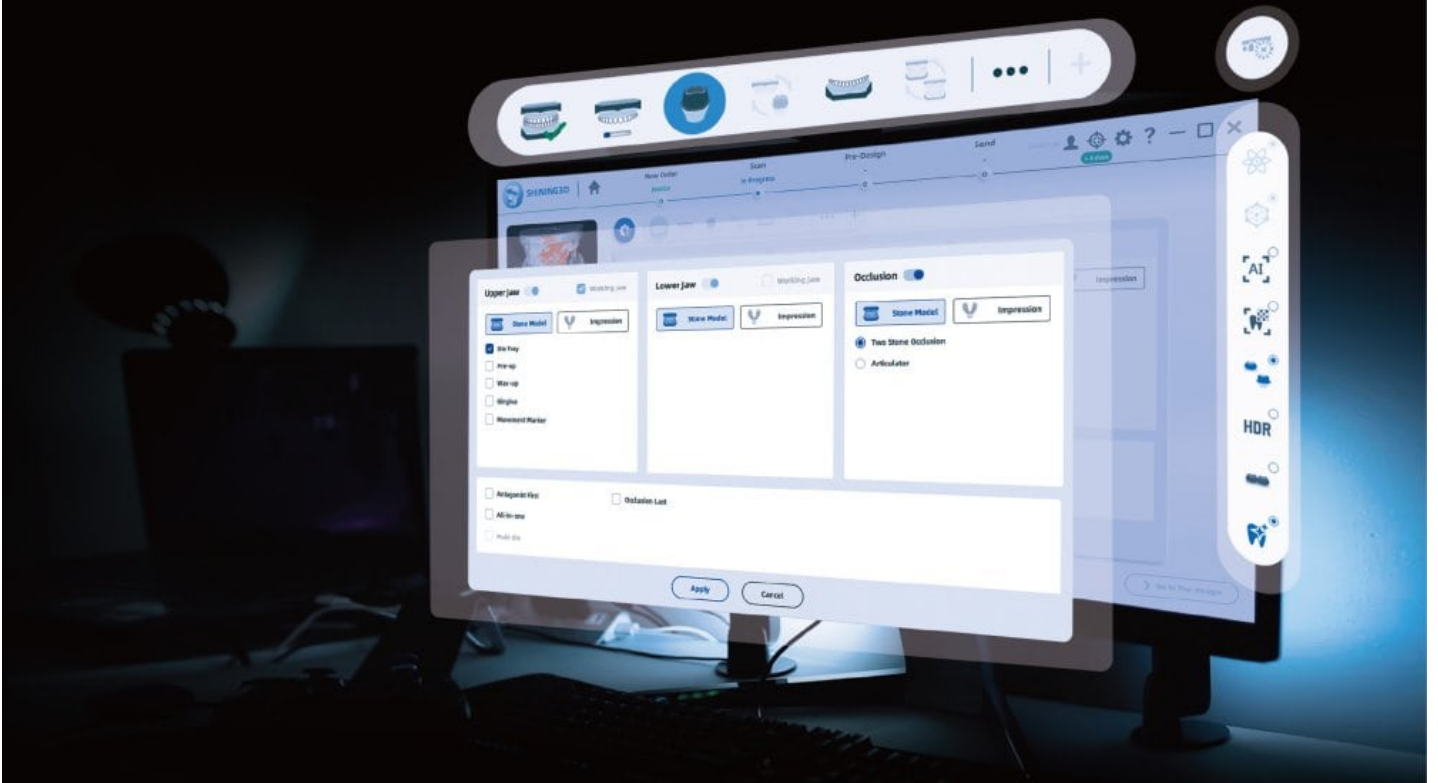 SHINING3D
New Order
Scan
In Progress
Pre-Design
Send
?
Upper Jaw
Working Jaw
Stone Model
Impression
Die Tray
Pre-op
Wax-up
Gingiva
Movement Marker
Lower Jaw
Working Jaw
Stone Model
Impression
Occlusion
Stone Model
Impression
Two Stone Occlusion
Articulator
Impression
Antagonist First
Occlusion Last
All-in-one
Multi-die
Apply
Cancel
AI
HDR